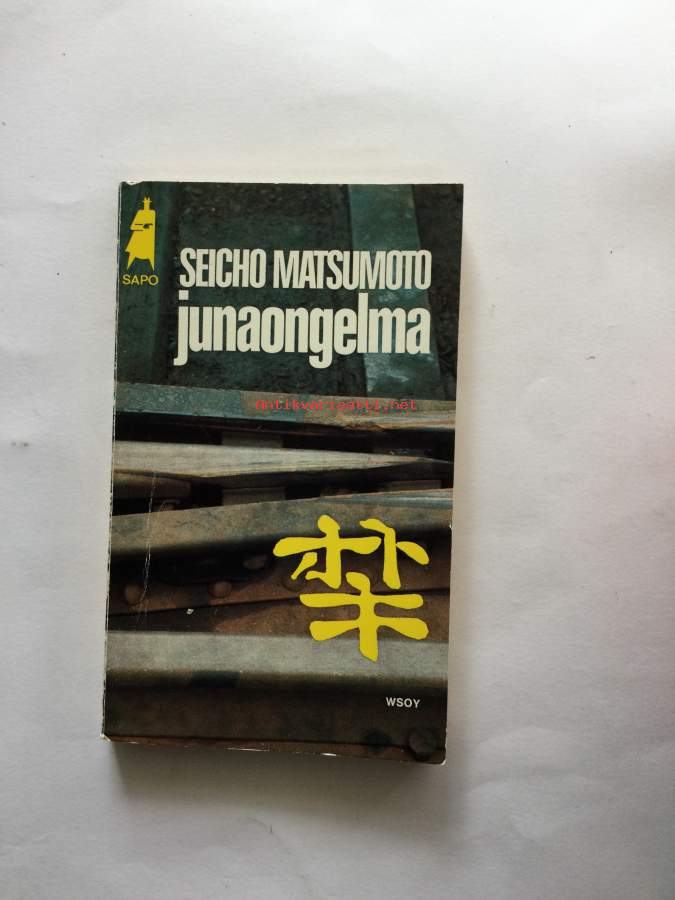 SAPO
SEICHO MATSUMOTO
junaongelma
Antikvariaatti.net
WSOY